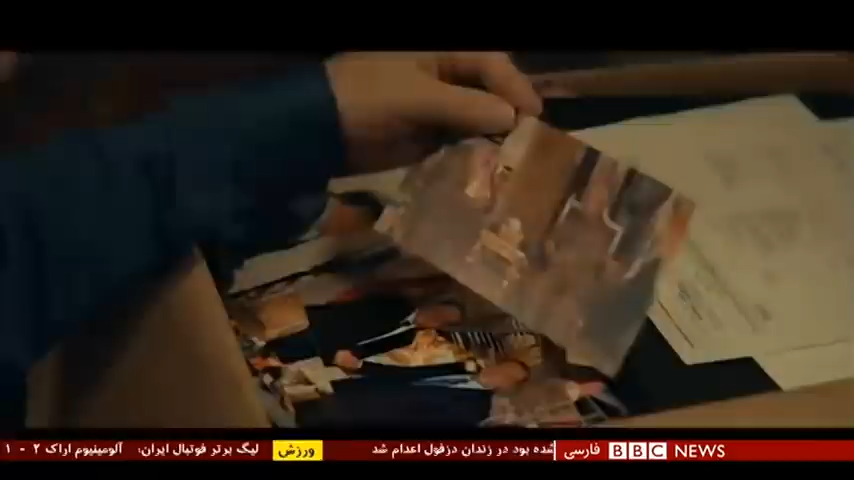 BBC NEWS فارسی
شده بود در زندان دزفول اعدام شد
ورزش
لیگ برتر فوتبال ایران: آلومینیوم اراک ۲ - ۱